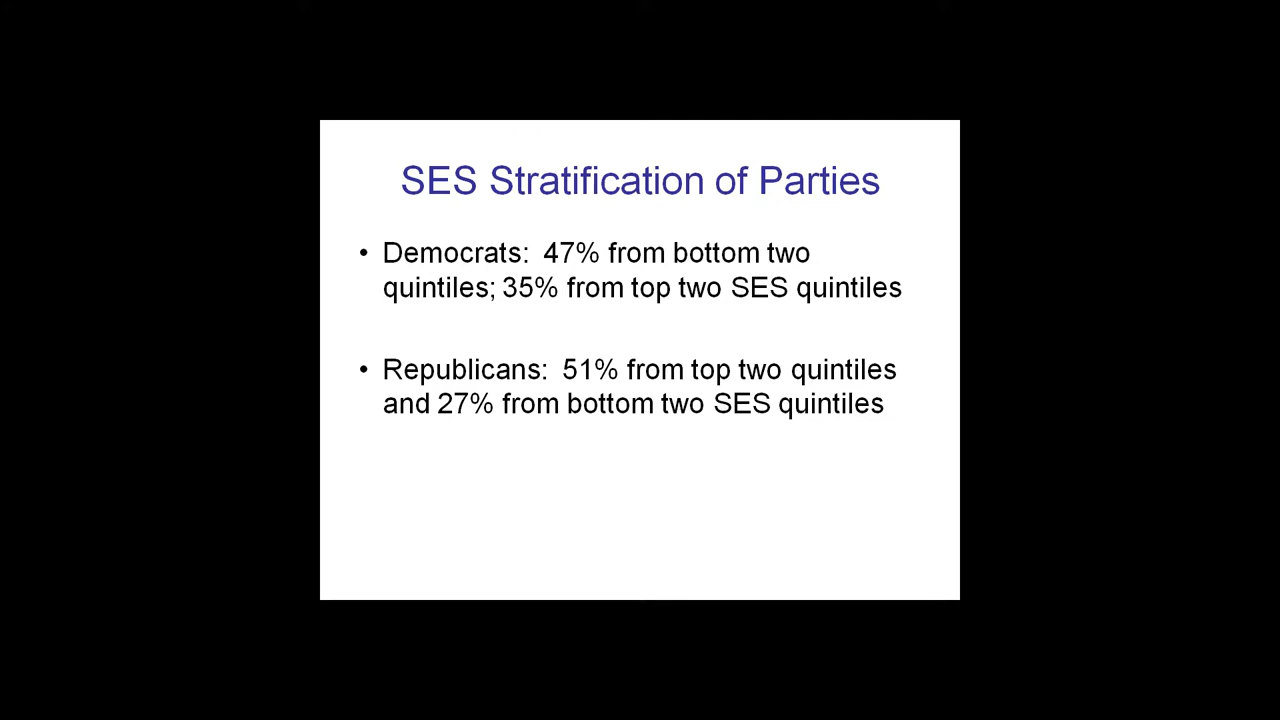 SES Stratification of Parties
• Democrats:  47% from bottom two
quintiles; 35% from top two SES quintiles
• Republicans:  51% from top two quintiles
and 27% from bottom two SES quintiles